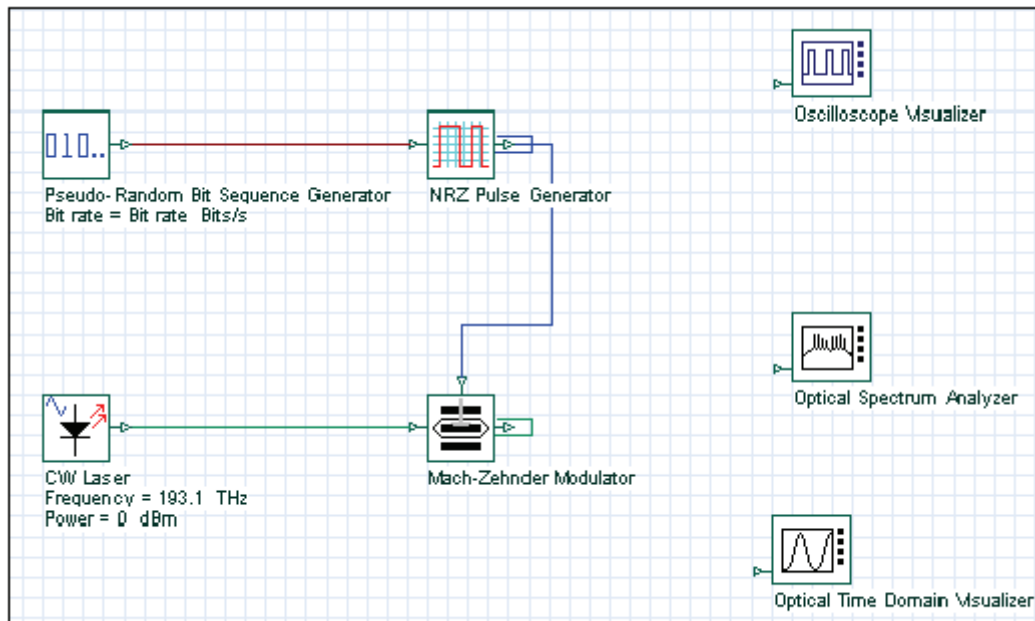 Oscilloscope Visualizer
010..
Pseudo-Random Bit Sequence Generator
Bit rate = Bit rate Bits/s
NRZ Pulse Generator
Optical Spectrum Analyzer
CW Laser
Frequency = 193.1 THz
Power = 0 dBm
Mach-Zehnder Modulator
Optical Time Domain Visualizer